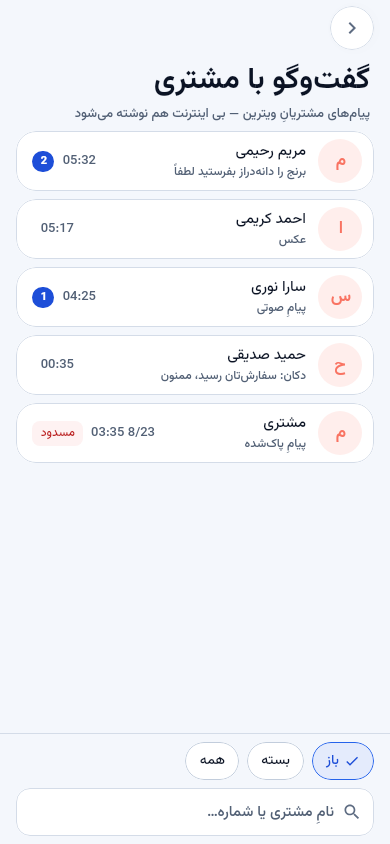 گفت‌وگو با مشتری
پیام‌های مشتریانِ ویترین — بی اینترنت هم نوشته می‌شود
م
مریم رحیمی
برنج را دانه‌دراز بفرستید لطفاً
05:32
2
ا
احمد کریمی
عکس
05:17
س
سارا نوری
پیامِ صوتی
04:25
1
ح
حمید صدیقی
دکان: سفارش‌تان رسید، ممنون
00:35
م
مشتری
پیامِ پاک‌شده
8/23 03:35
مسدود
باز
بسته
همه
نامِ مشتری یا شماره…